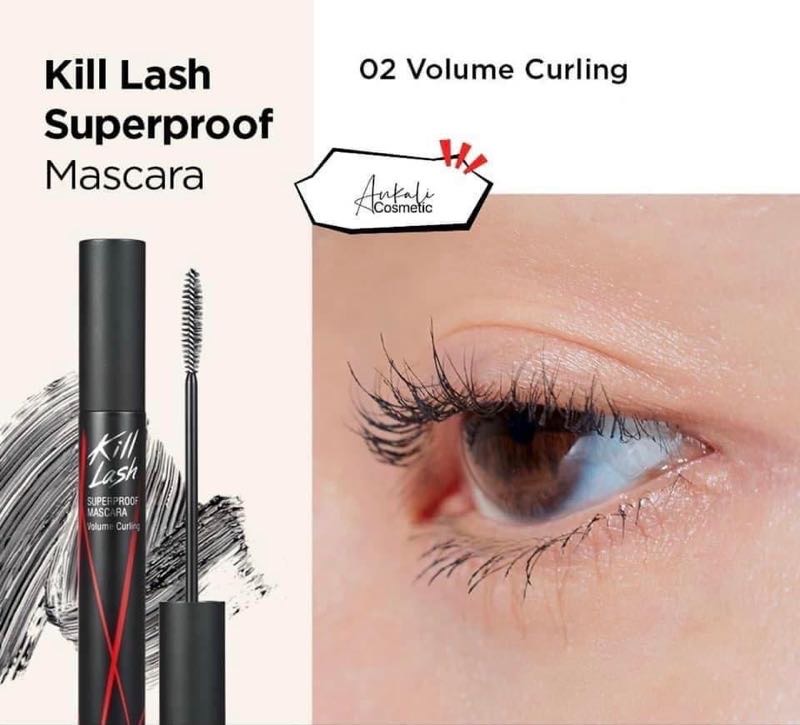 Kill Lash
Superproof
Mascara
02 Volume Curling
Ankali
Cosmetic
Kill
Lash
SUPERPROOF
MASCARA
Volume Curling